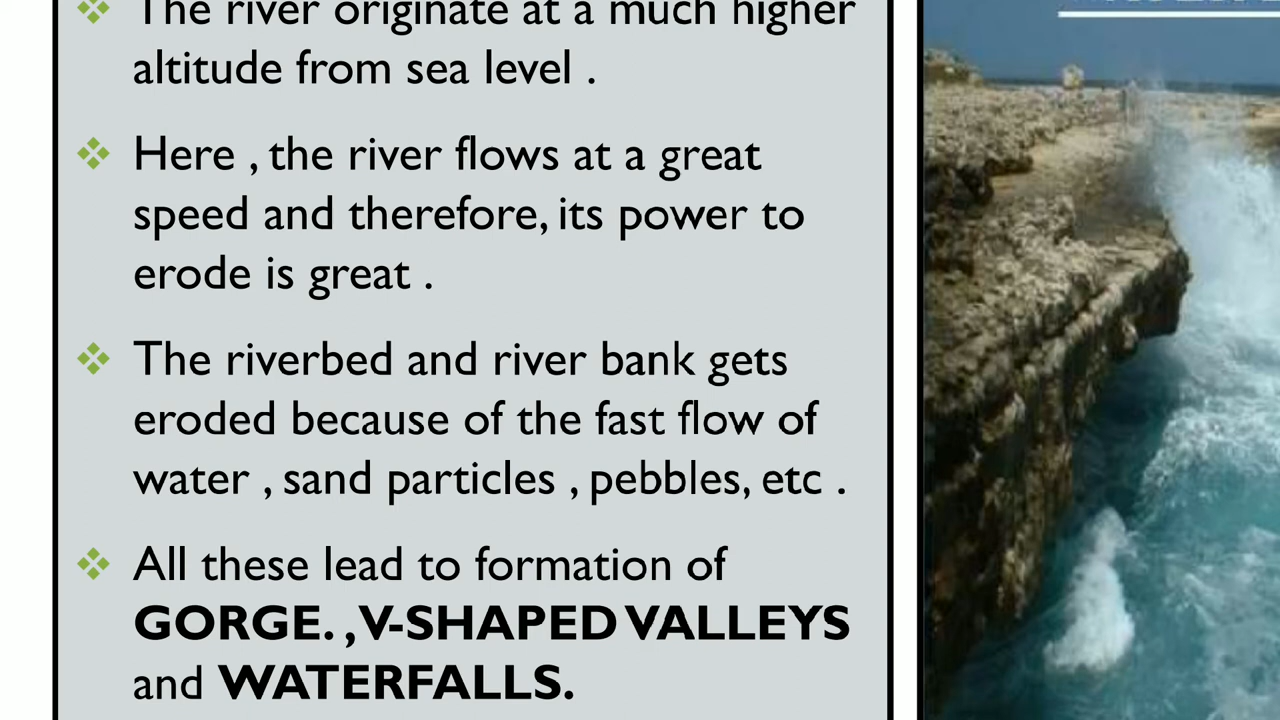 The river originate at a much higher
altitude from sea level .
Here , the river flows at a great
speed and therefore, its power to
erode is great .
The riverbed and river bank gets
eroded because of the fast flow of
water , sand particles , pebbles, etc .
All these lead to formation of
GORGE. , V-SHAPED VALLEYS
and WATERFALLS.